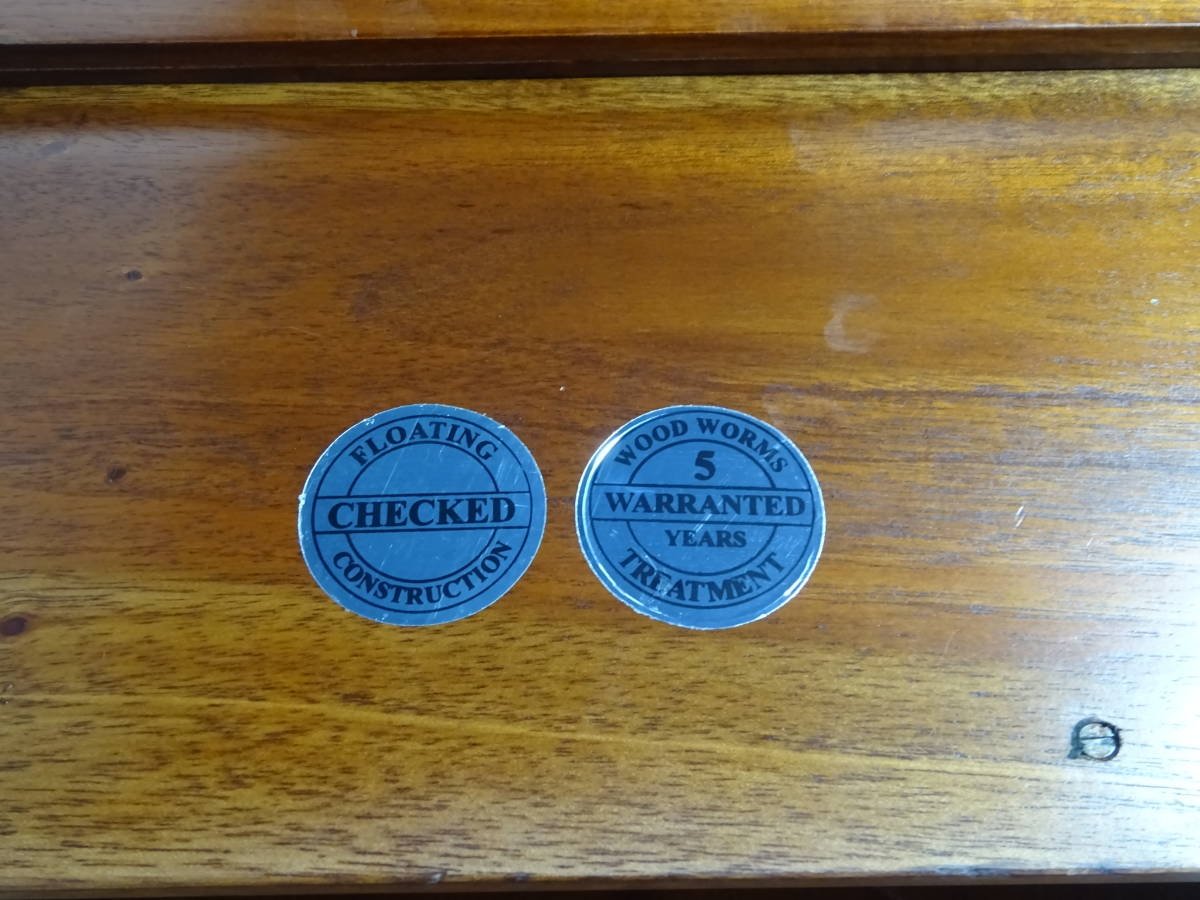 FLOATING
CHECKED
CONSTRUCTION
WOOD WORMS
5
WARRANTED
YEARS
TREATMENT